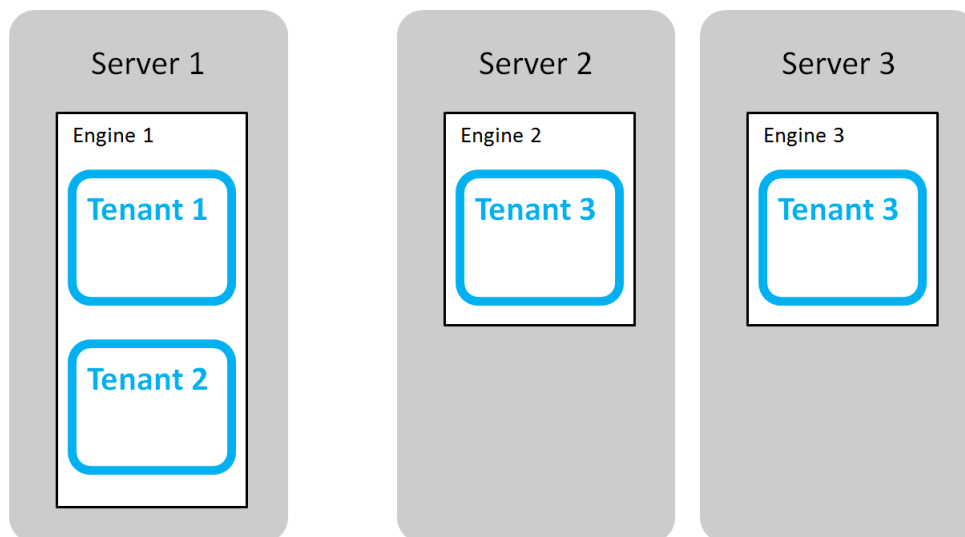 Server 1
Engine 1
Tenant 1
Tenant 2
Server 2
Engine 2
Tenant 3
Server 3
Engine 3
Tenant 3